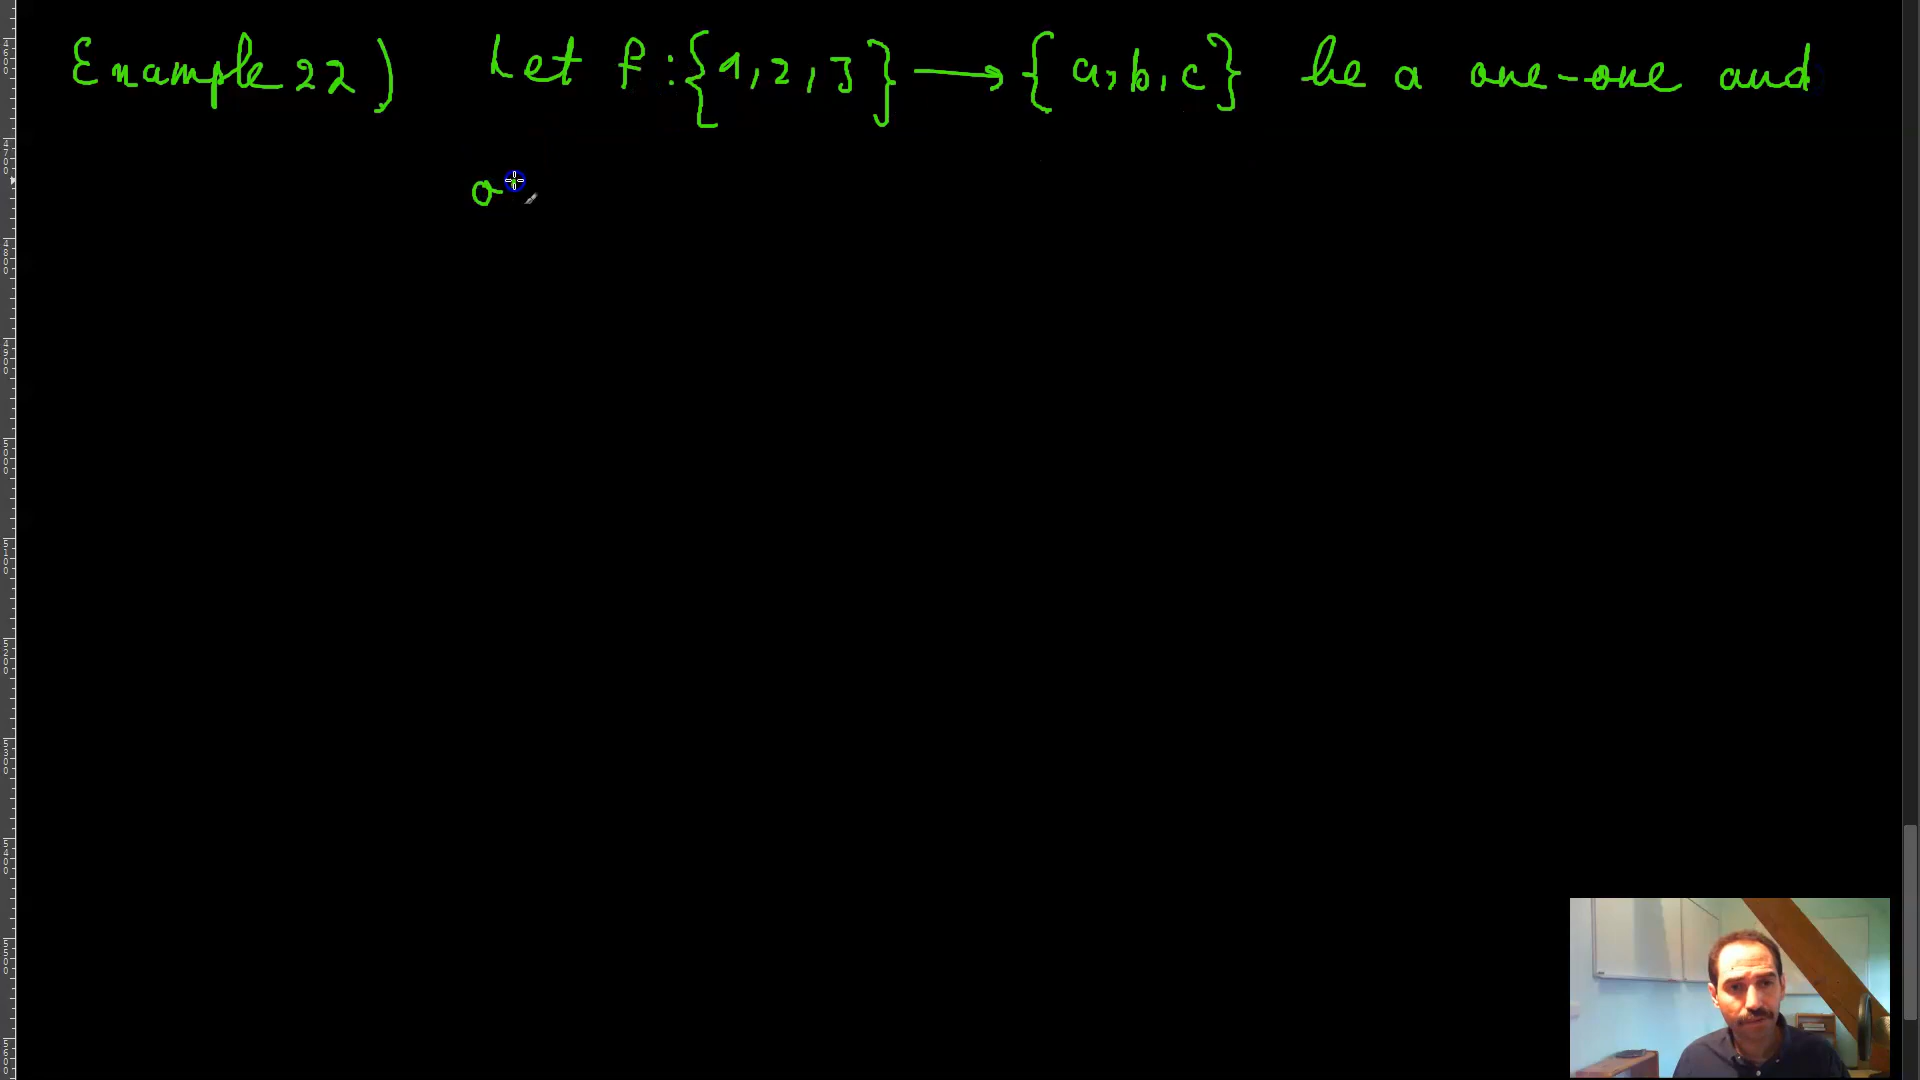 Example 22) Let f:{1,2,3}⟶{a,b,c} be a one-one and
o